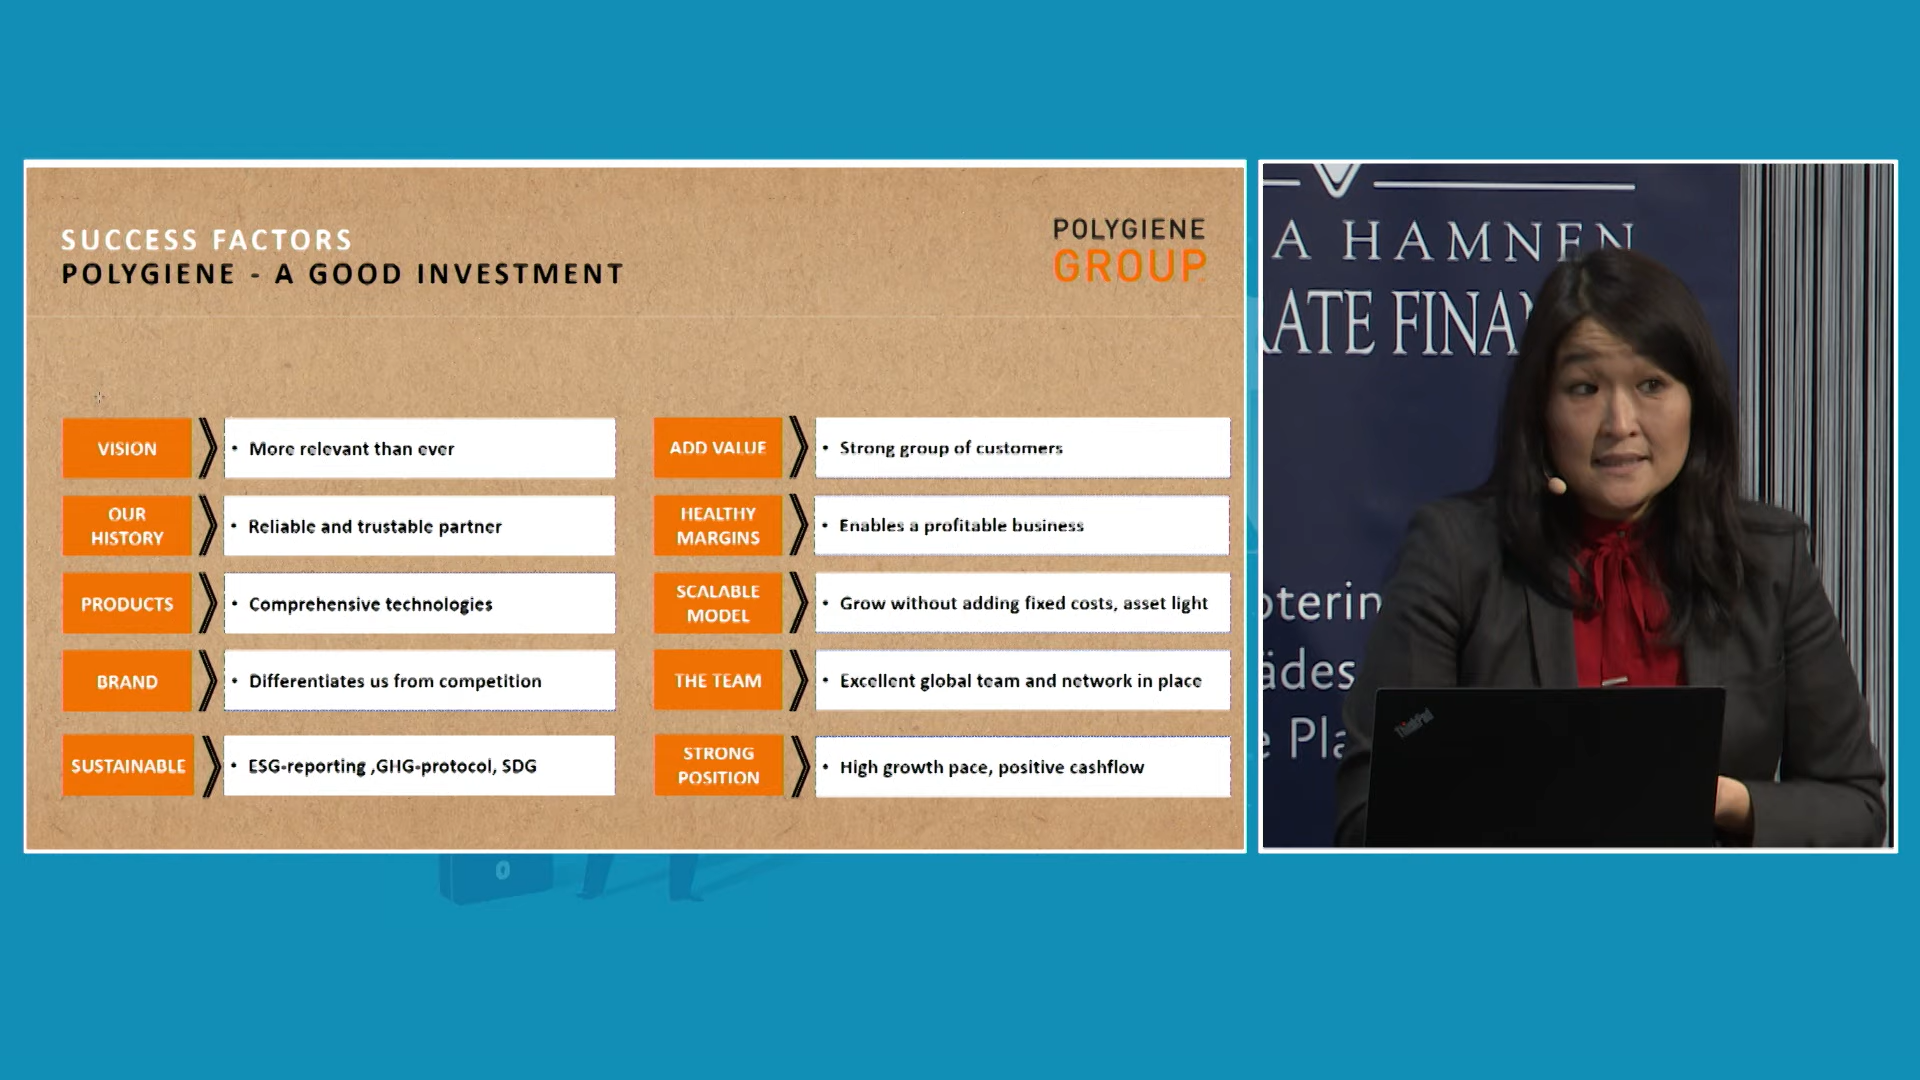 SUCCESS FACTORS
POLYGIENE - A GOOD INVESTMENT
POLYGIENE
GROUP
VISION
• More relevant than ever
OUR
HISTORY
• Reliable and trustable partner
PRODUCTS
• Comprehensive technologies
BRAND
• Differentiates us from competition
SUSTAINABLE
• ESG-reporting ,GHG-protocol, SDG
ADD VALUE
• Strong group of customers
HEALTHY
MARGINS
• Enables a profitable business
SCALABLE
MODEL
• Grow without adding fixed costs, asset light
THE TEAM
• Excellent global team and network in place
STRONG
POSITION
• High growth pace, positive cashflow
A HAMNEN
RATE FINAN
oterin
ädes
e Pla
ThinkPad